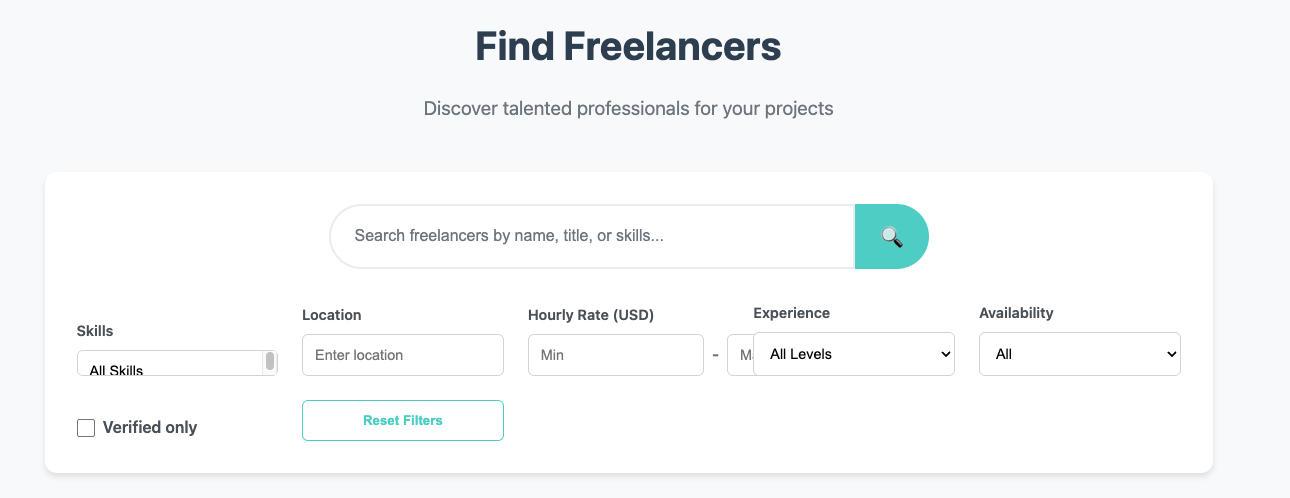 Find Freelancers
Discover talented professionals for your projects
Search freelancers by name, title, or skills...
Skills
All Skills
Location
Enter location
Hourly Rate (USD)
Min
-
Experience
All Levels
Availability
All
Verified only
Reset Filters